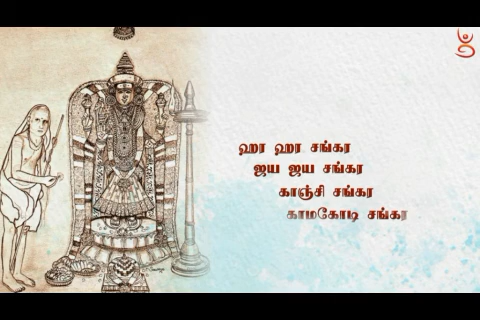 ஹர ஹர சங்கர
ஜய ஜய சங்கர
காஞ்சி சங்கர
காமகோடி சங்கர